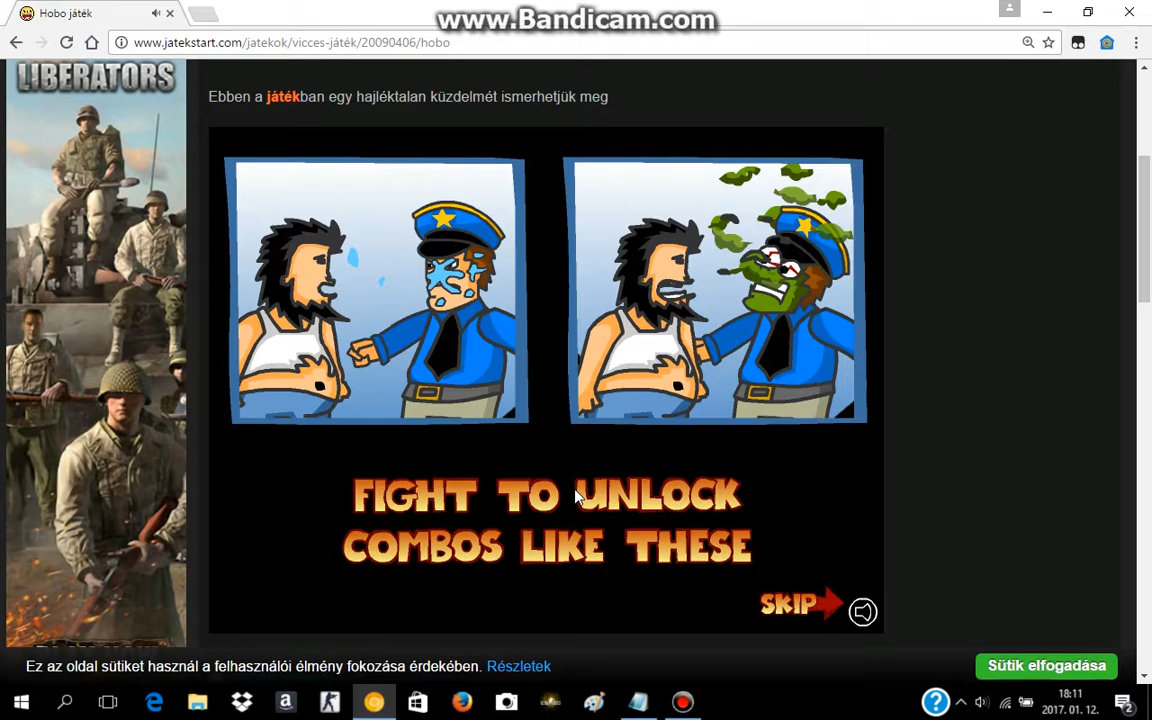 www.Bandicam.com
Hobo játék
www.jatekstart.com/jatekok/vicces-játék/20090406/hobo
LIBERATORS
Ebben a játékban egy hajléktalan küzdelmét ismerhetjük meg
FIGHT TO UNLOCK
COMBOS LIKE THESE
SKIP
Ez az oldal sütiket használ a felhasználói élmény fokozása érdekében. Részletek
Sütik elfogadása
18:11
2017. 01. 12.
2